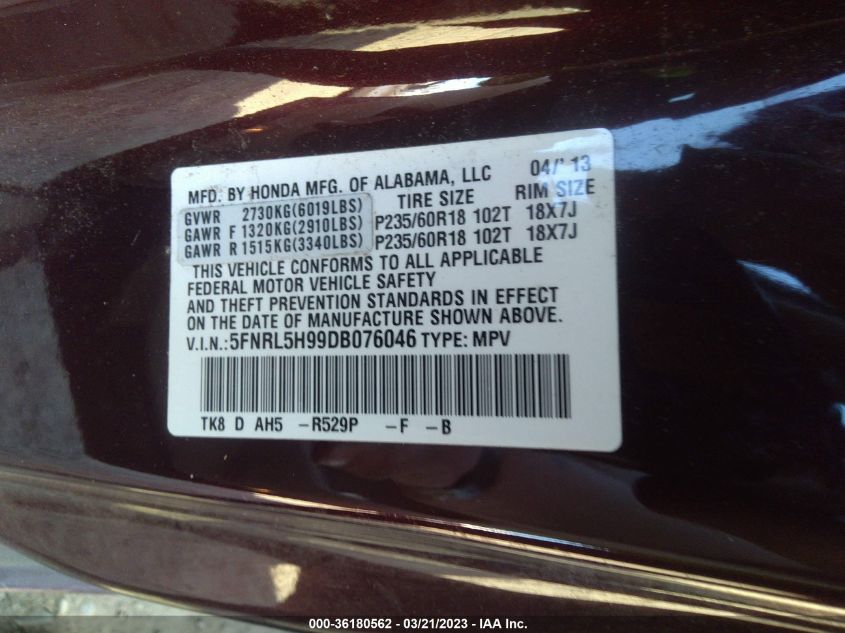 MFD. BY HONDA MFG. OF ALABAMA, LLC 04/'13
GVWR 2730KG(6019LBS) TIRE SIZE RIM SIZE
GAWR F 1320KG(2910LBS) P235/60R18 102T 18X7J
GAWR R 1515KG(3340LBS) P235/60R18 102T 18X7J
THIS VEHICLE CONFORMS TO ALL APPLICABLE
FEDERAL MOTOR VEHICLE SAFETY
AND THEFT PREVENTION STANDARDS IN EFFECT
ON THE DATE OF MANUFACTURE SHOWN ABOVE.
V.I.N.:5FNRL5H99DB076046 TYPE: MPV
TK8 D AH5 -R529P -F -B
000-36180562 - 03/21/2023 - IAA Inc.